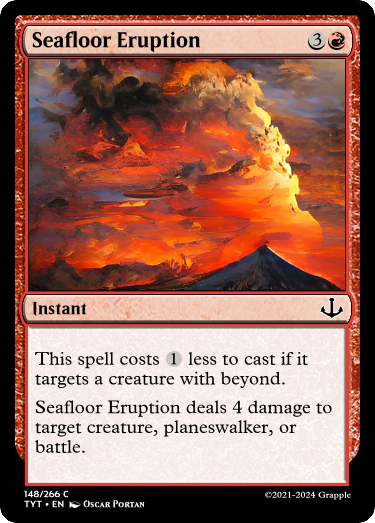 Seafloor Eruption 3
Instant
This spell costs 1 less to cast if it
targets a creature with beyond.
Seafloor Eruption deals 4 damage to
target creature, planeswalker, or
battle.
148/266 C
©2021-2024 Grapple
TYT • EN Oscar Portan